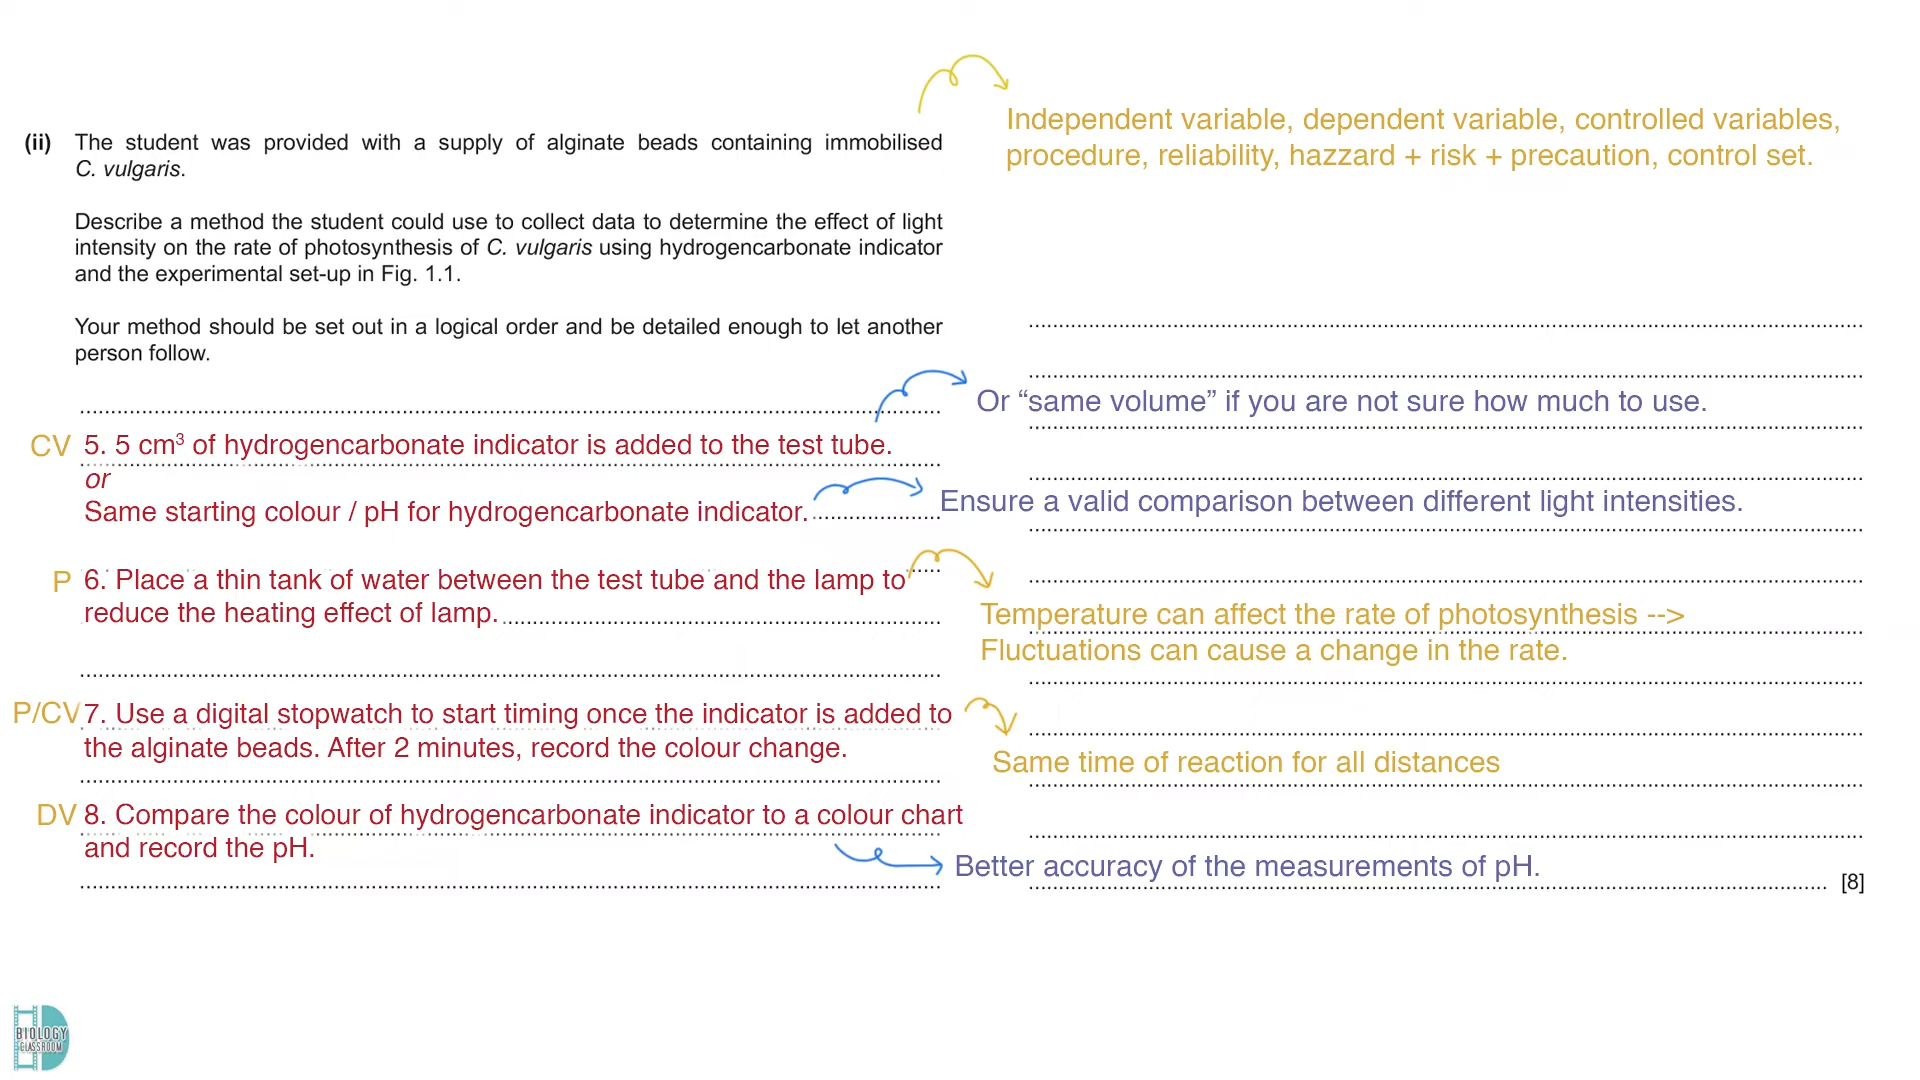 Independent variable, dependent variable, controlled variables,
procedure, reliability, hazzard + risk + precaution, control set.
(ii) The student was provided with a supply of alginate beads containing immobilised
C. vulgaris.
Describe a method the student could use to collect data to determine the effect of light
intensity on the rate of photosynthesis of C. vulgaris using hydrogencarbonate indicator
and the experimental set-up in Fig. 1.1.
Your method should be set out in a logical order and be detailed enough to let another
person follow.
Or “same volume” if you are not sure how much to use.
CV 5. 5 cm³ of hydrogencarbonate indicator is added to the test tube.
or
Same starting colour / pH for hydrogencarbonate indicator.
Ensure a valid comparison between different light intensities.
P 6. Place a thin tank of water between the test tube and the lamp to
reduce the heating effect of lamp.
Temperature can affect the rate of photosynthesis -->
Fluctuations can cause a change in the rate.
P/CV 7. Use a digital stopwatch to start timing once the indicator is added to
the alginate beads. After 2 minutes, record the colour change.
Same time of reaction for all distances
DV 8. Compare the colour of hydrogencarbonate indicator to a colour chart
and record the pH.
Better accuracy of the measurements of pH.
[8]
BIOLOGY
CLASSROOM